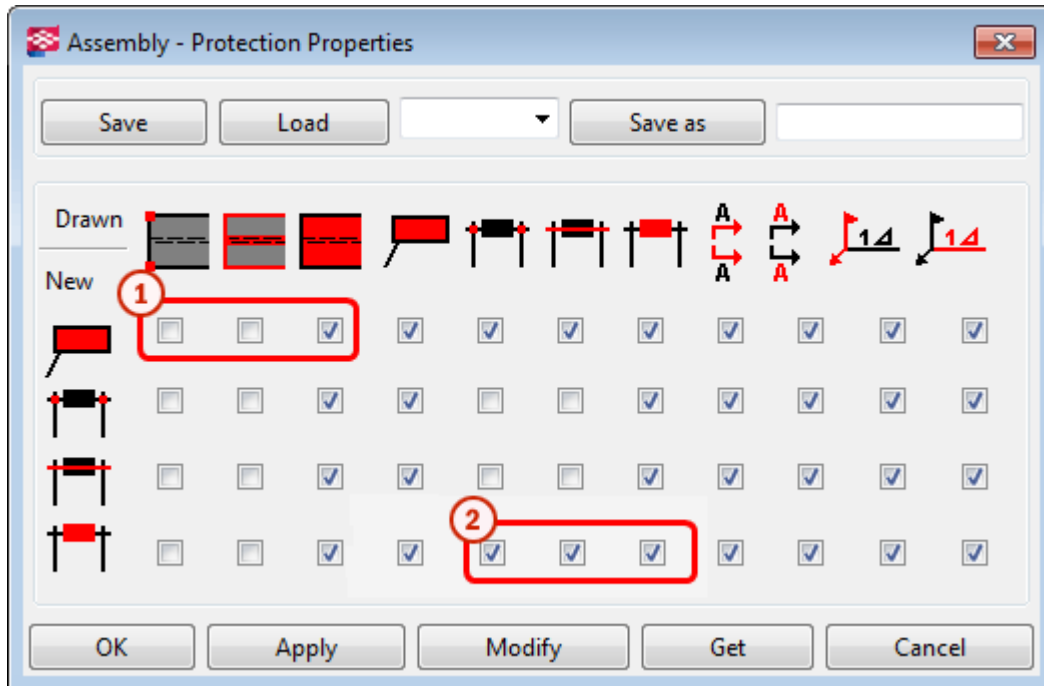 Assembly - Protection Properties
Save Load Save as
Drawn A A 1 1
A A
New
1
2
OK Apply Modify Get Cancel